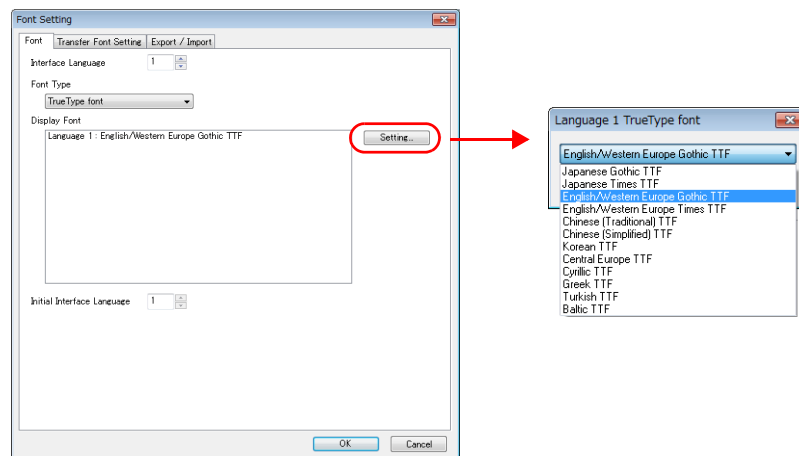 Font Setting
Font Transfer Font Setting Export / Import
Interface Language 1
Font Type
TrueType font
Display Font
Language 1 : English/Western Europe Gothic TTF
Setting...
Initial Interface Language 1
OK Cancel
Language 1 TrueType font
English/Western Europe Gothic TTF
Japanese Gothic TTF
Japanese Times TTF
English/Western Europe Gothic TTF
English/Western Europe Times TTF
Chinese (Traditional) TTF
Chinese (Simplified) TTF
Korean TTF
Central Europe TTF
Cyrillic TTF
Greek TTF
Turkish TTF
Baltic TTF